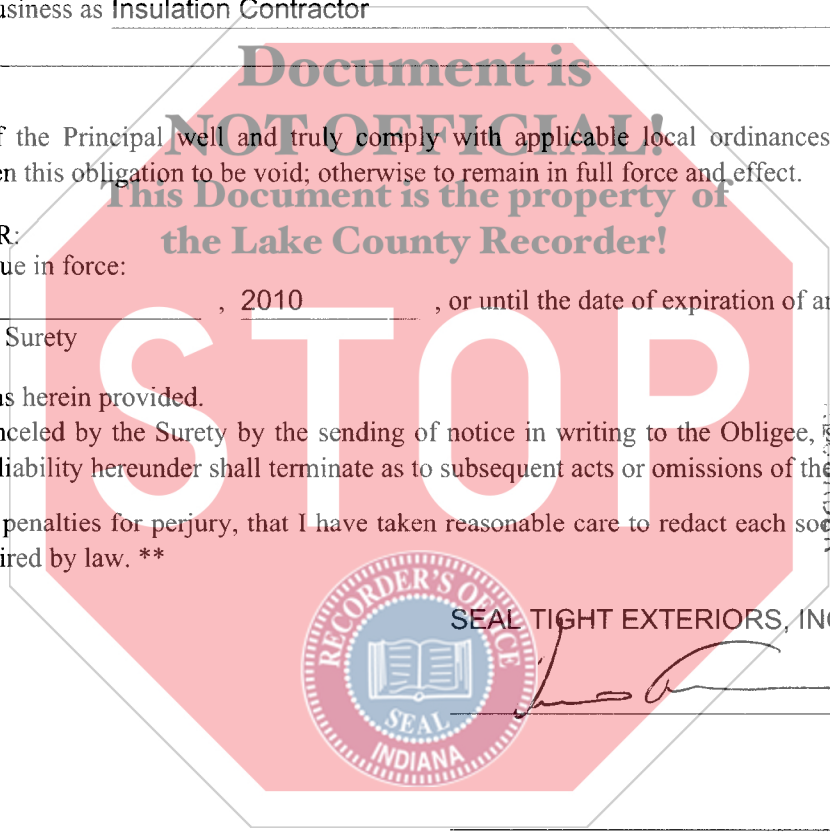 usiness as Insulation Contractor
Document is
NOT OFFICIAL!
f the Principal well and truly comply with applicable local ordinances
en this obligation to be void; otherwise to remain in full force and effect.
This Document is the property of
the Lake County Recorder!
R:
ue in force:
, 2010 , or until the date of expiration of an
Surety
STOP
as herein provided.
nceled by the Surety by the sending of notice in writing to the Obligee,
liability hereunder shall terminate as to subsequent acts or omissions of the
penalties for perjury, that I have taken reasonable care to redact each soc
ired by law. **
RECORDER'S OFFICE
SEAL
INDIANA
SEAL TIGHT EXTERIORS, INC